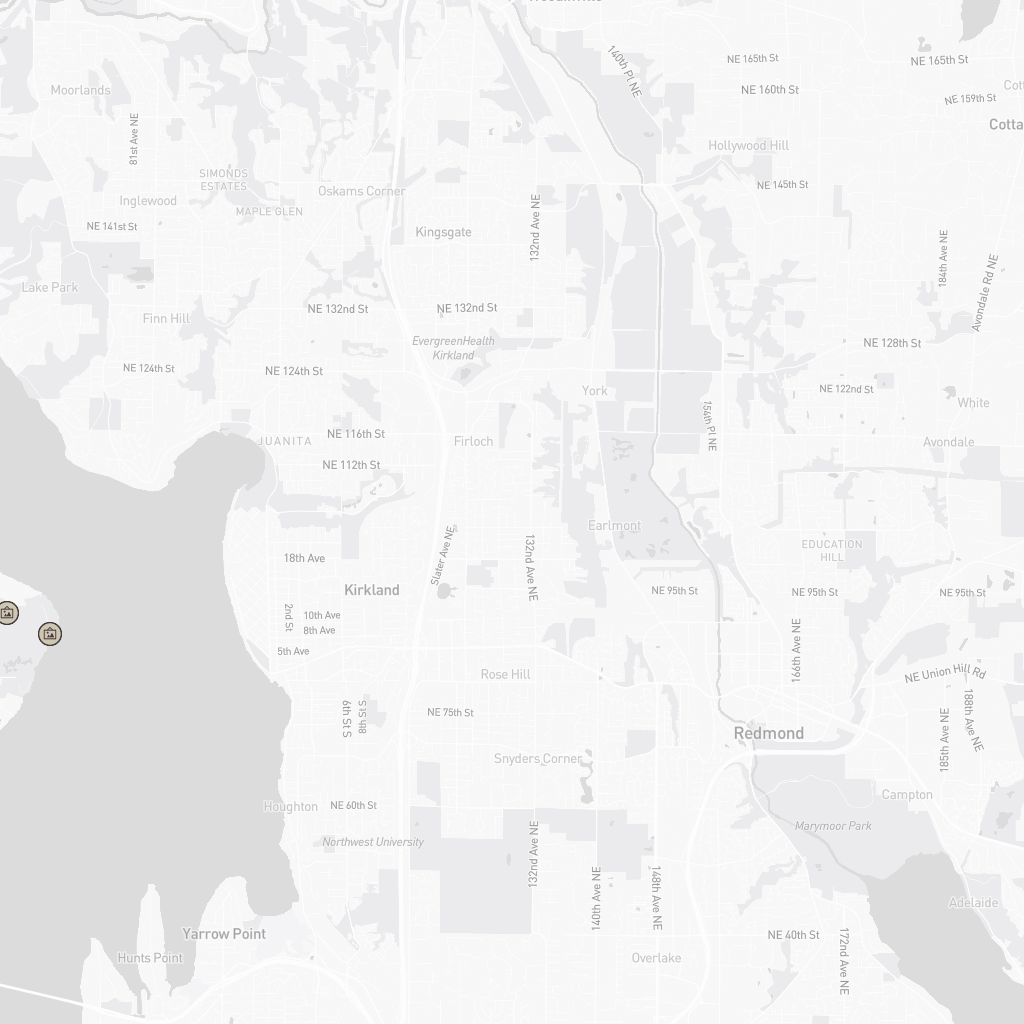 140th Pl NE
NE 165th St
NE 165th St
Moorlands
NE 160th St
NE 159th St
Cotta
81st Ave NE
Hollywood Hill
SIMONDS
ESTATES
Oskams Corner
NE 145th St
Inglewood
MAPLE GLEN
NE 141st St
Kingsgate
132nd Ave NE
184th Ave NE
Avondale Rd NE
Lake Park
NE 132nd St
NE 132nd St
Finn Hill
EvergreenHealth
Kirkland
NE 128th St
NE 124th St
NE 124th St
York
NE 122nd St
White
154th Pl NE
JUANITA
NE 116th St
Firloch
Avondale
NE 112th St
Earlmont
EDUCATION
HILL
18th Ave
Slater Ave NE
132nd Ave NE
Kirkland
NE 95th St
NE 95th St
NE 95th St
2nd St
10th Ave
8th Ave
5th Ave
166th Ave NE
Rose Hill
NE Union Hill Rd
6th St S
8th St S
NE 75th St
188th Ave NE
185th Ave NE
Redmond
Snyders Corner
Campton
Houghton
NE 60th St
Marymoor Park
Northwest University
132nd Ave NE
140th Ave NE
148th Ave NE
Adelaide
Yarrow Point
NE 40th St
172nd Ave NE
Hunts Point
Overlake